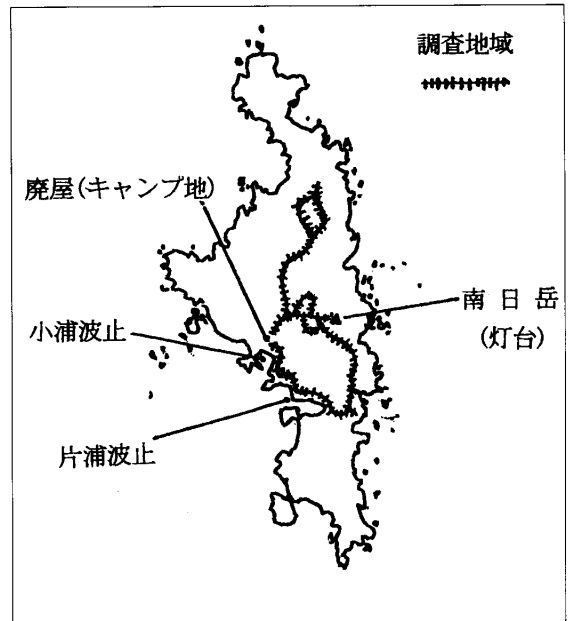 調査地域
廃屋(キャンプ地)
南日岳
(灯台)
小浦波止
片浦波止